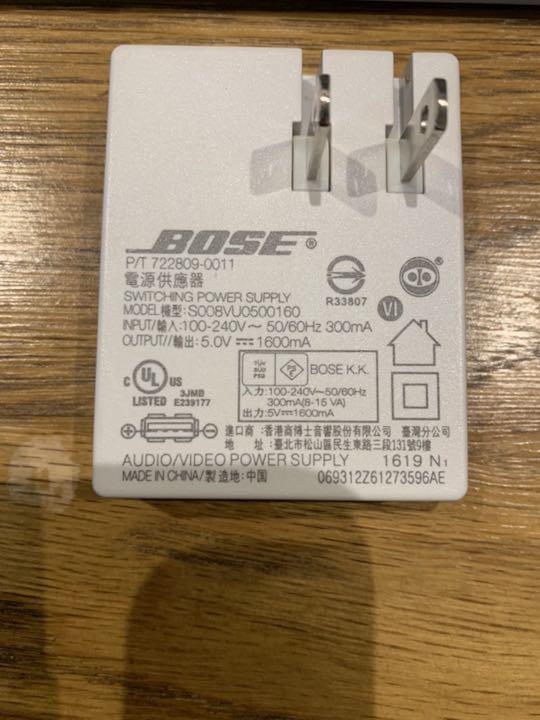 BOSE®
P/T 722809-0011
電源供應器
SWITCHING POWER SUPPLY
MODEL 機型:S008VU0500160
INPUT/輸入:100-240V~ 50/60Hz 300mA
OUTPUT//輸出:5.0V⎓1600mA
R33807
VI
C UL US
LISTED
3JMB
E239177
TÜV SÜD PSE
PS E
BOSE K.K.
入力:100-240V~50/60Hz
300mA(8-15 VA)
出力:5V⎓1600mA
進口商:香港商博士音響股份有限公司 臺灣分公司
地 址:臺北市松山區民生東路三段131號9樓
AUDIO/VIDEO POWER SUPPLY 1619 N1
MADE IN CHINA/製造地:中国 069312Z61273596AE